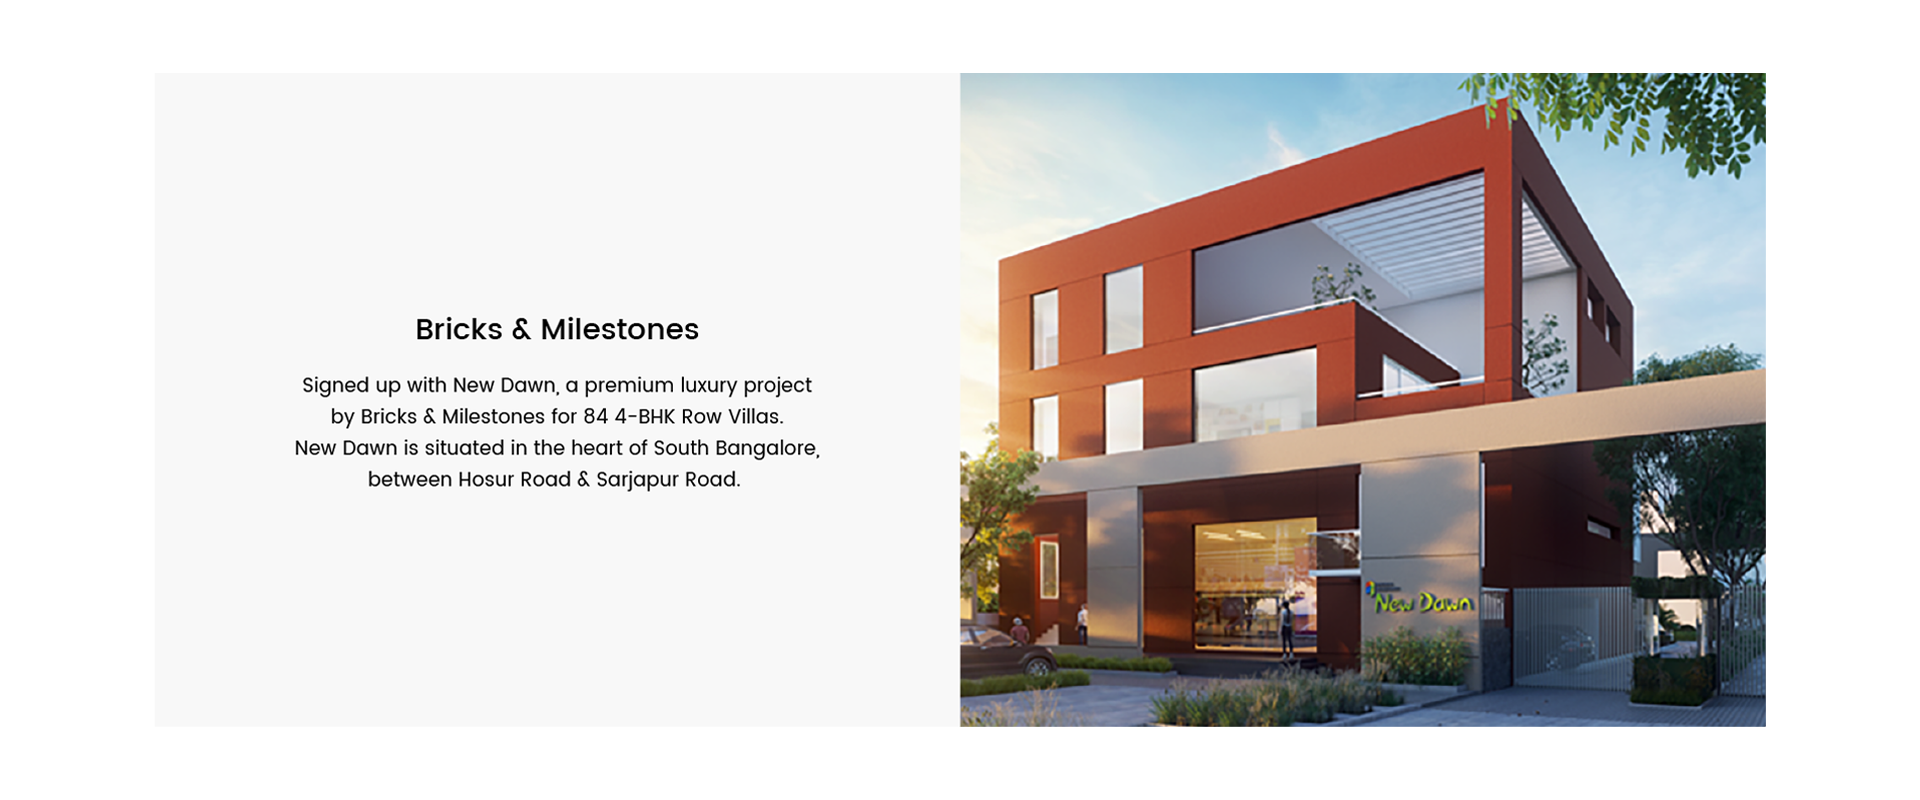 Bricks & Milestones
Signed up with New Dawn, a premium luxury project
by Bricks & Milestones for 84 4-BHK Row Villas.
New Dawn is situated in the heart of South Bangalore,
between Hosur Road & Sarjapur Road.
New Dawn